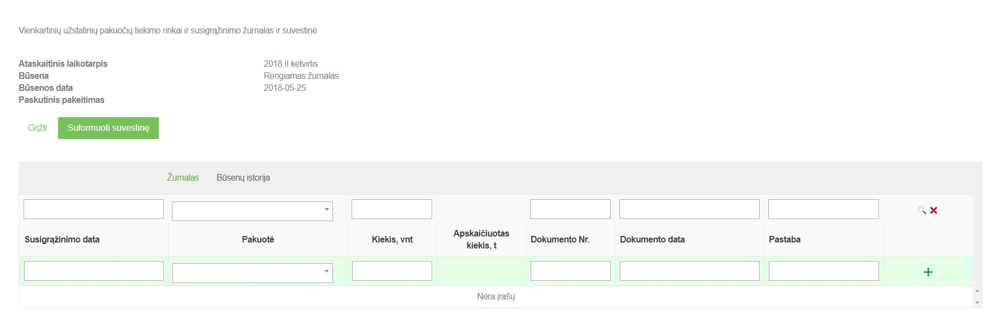 Vienkartinių užstatinių pakuočių tiekimo rinkai ir susigrąžinimo žurnalas ir suvestinė
Ataskaitinis laikotarpis 2018 II ketvirtis
Būsena Rengiamas žurnalas
Būsenos data 2018-05-25
Paskutinis pakeitimas
Grįžti Suformuoti suvestinę
Žurnalas Būsenų istorija
Susigrąžinimo data Pakuotė Kiekis, vnt Apskaičiuotas kiekis, t Dokumento Nr. Dokumento data Pastaba
Nėra įrašų